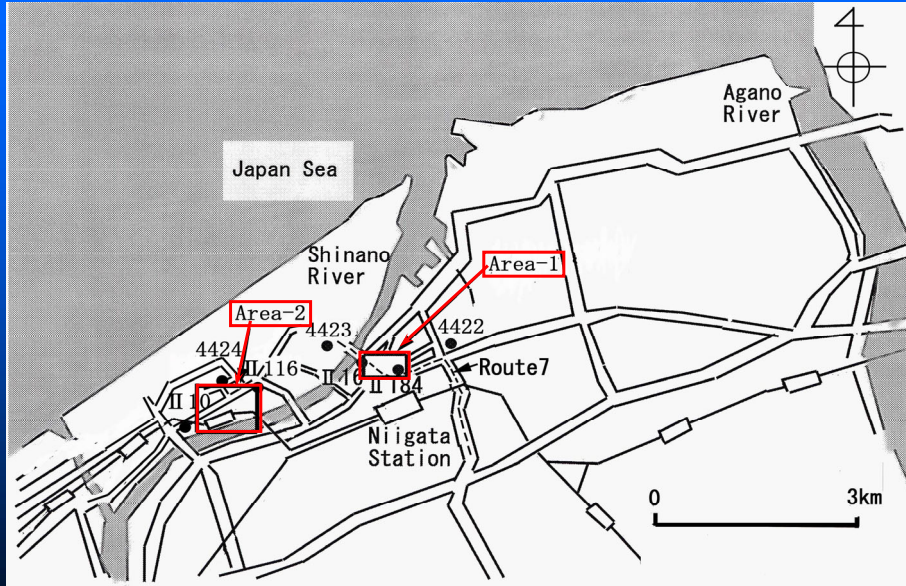 Agano
River
Japan Sea
Shinano
River
Area-1
Area-2
4423
4422
4424
Ⅱ116
Route7
Ⅱ16
Ⅱ184
Ⅱ10
Niigata
Station
0 3km